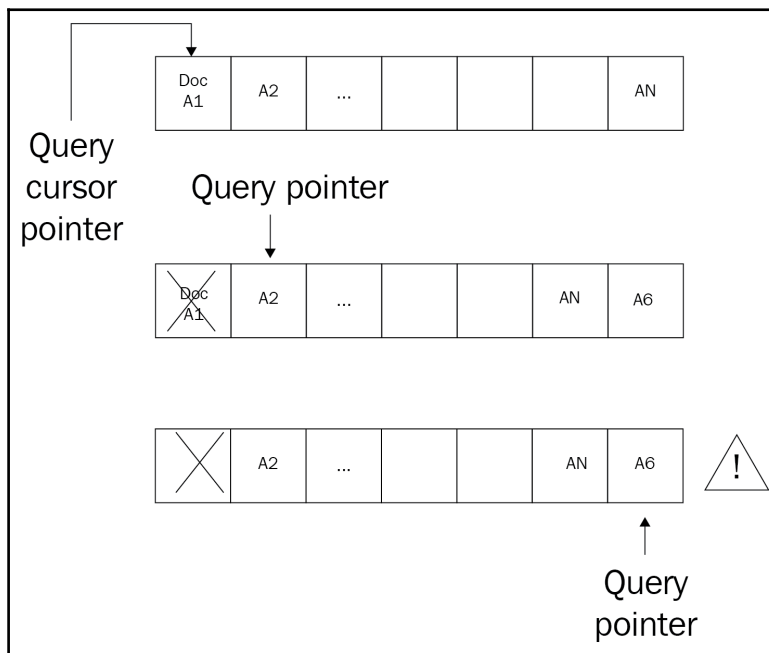 Doc
A1
A2
...
AN
Query
cursor
pointer
Query pointer
Doc
A1
A2
...
AN
A6
A2
...
AN
A6
!
Query
pointer